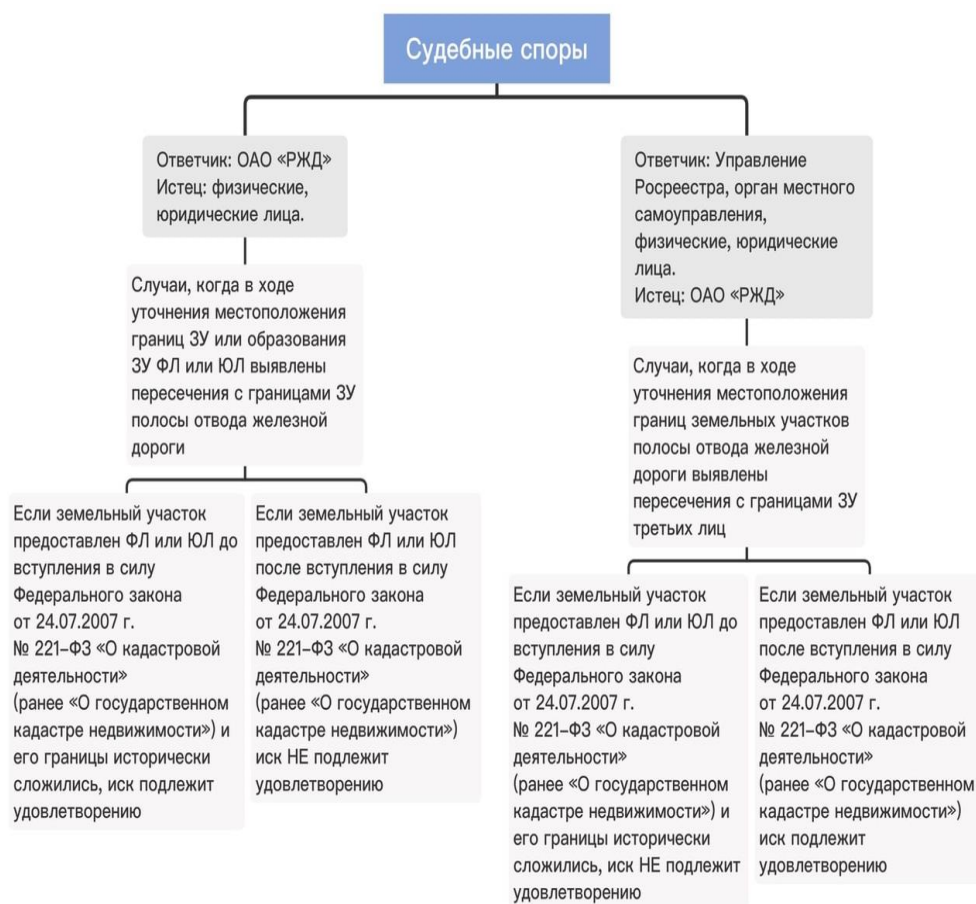 Судебные споры
Ответчик: ОАО «РЖД»
Истец: физические,
юридические лица.
Случаи, когда в ходе
уточнения местоположения
границ ЗУ или образования
ЗУ ФЛ или ЮЛ выявлены
пересечения с границами ЗУ
полосы отвода железной
дороги
Если земельный участок
предоставлен ФЛ или ЮЛ до
вступления в силу
Федерального закона
от 24.07.2007 г.
№ 221–ФЗ «О кадастровой
деятельности»
(ранее «О государственном
кадастре недвижимости») и
его границы исторически
сложились, иск подлежит
удовлетворению
Если земельный участок
предоставлен ФЛ или ЮЛ
после вступления в силу
Федерального закона
от 24.07.2007 г.
№ 221–ФЗ «О кадастровой
деятельности»
(ранее «О государственном
кадастре недвижимости»)
иск НЕ подлежит
удовлетворению
Ответчик: Управление
Росреестра, орган местного
самоуправления,
физические, юридические
лица.
Истец: ОАО «РЖД»
Случаи, когда в ходе
уточнения местоположения
границ земельных участков
полосы отвода железной
дороги выявлены
пересечения с границами ЗУ
третьих лиц
Если земельный участок
предоставлен ФЛ или ЮЛ до
вступления в силу
Федерального закона
от 24.07.2007 г.
№ 221–ФЗ «О кадастровой
деятельности»
(ранее «О государственном
кадастре недвижимости») и
его границы исторически
сложились, иск НЕ подлежит
удовлетворению
Если земельный участок
предоставлен ФЛ или ЮЛ
после вступления в силу
Федерального закона
от 24.07.2007 г.
№ 221–ФЗ «О кадастровой
деятельности»
(ранее «О государственном
кадастре недвижимости»)
иск подлежит
удовлетворению